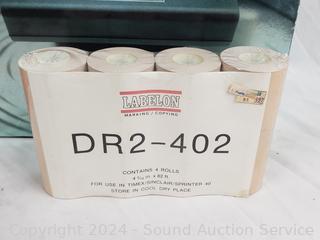 LABELON
MARKING / COPYING
DR2-402
CONTAINS 4 ROLLS
FOR USE IN TIMEX/SINCLAIR/SPRINTER 40
STORE IN COOL DRY PLACE
Copyright 2024 - Sound Auction Service